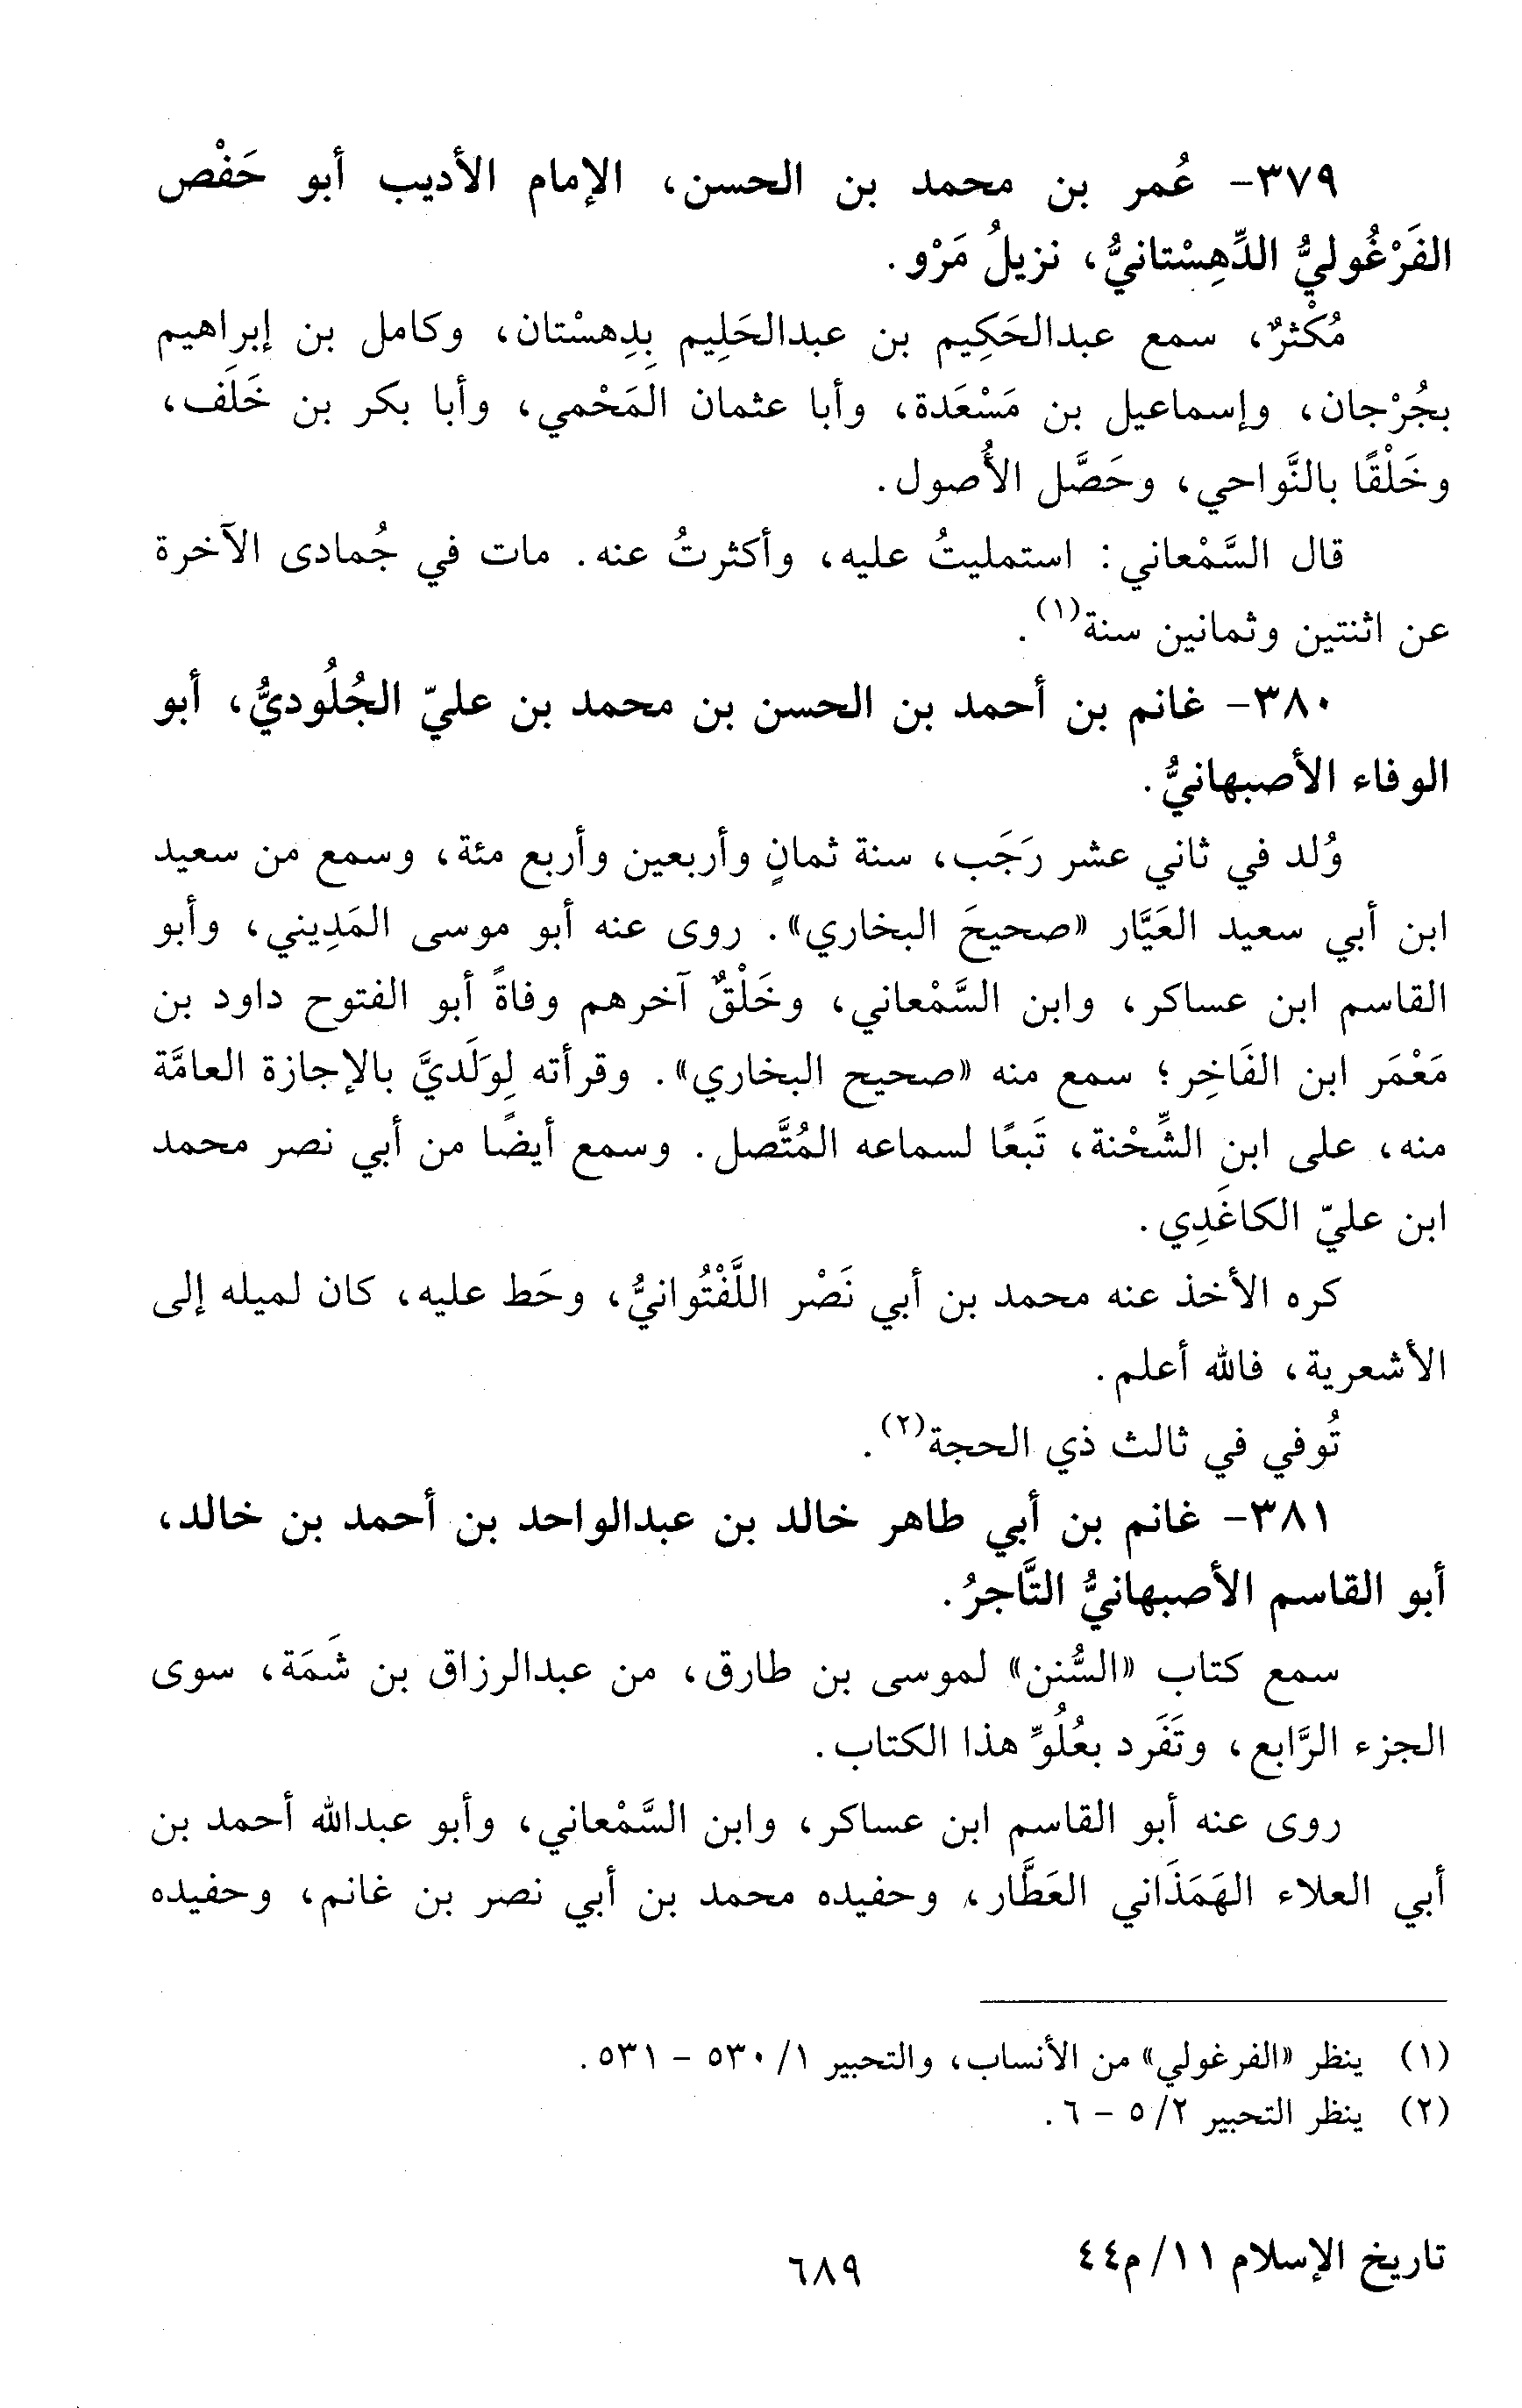 ٣٧٩- عُمر بن محمد بن الحسن، الإمام الأديب أبو حَفْص
الفَرْغُوليُّ الدِّهِسْتانيُّ، نزيلُ مَرْو.
مُكْثرٌ، سمع عبدالحَكِيم بن عبدالحَلِيم بِدِهسْتان، وكامل بن إبراهيم
بجُرْجان، وإسماعيل بن مَسْعَدة، وأبا عثمان المَحْمي، وأبا بكر بن خَلَف،
وخَلْقًا بالنَّواحي، وحَصَّل الأُصول.
قال السَّمْعاني: استمليتُ عليه، وأكثرتُ عنه. مات في جُمادى الآخرة
عن اثنتين وثمانين سنة(١).
٣٨٠- غانم بن أحمد بن الحسن بن محمد بن عليّ الجُلُوديُّ، أبو
الوفاء الأصبهانيُّ.
وُلد في ثاني عشر رَجَب، سنة ثمانٍ وأربعين وأربع مئة، وسمع من سعيد
ابن أبي سعيد العَيَّار «صحيحَ البخاري». روى عنه أبو موسى المَدِيني، وأبو
القاسم ابن عساكر، وابن السَّمْعاني، وخَلْقٌ آخرهم وفاةً أبو الفتوح داود بن
مَعْمَر ابن الفَاخِر؛ سمع منه «صحيح البخاري». وقرأته لِوَلَديَّ بالإجازة العامَّة
منه، على ابن الشِّحْنة، تَبعًا لسماعه المُتَّصل. وسمع أيضًا من أبي نصر محمد
ابن عليّ الكاغَدِي.
كره الأخذ عنه محمد بن أبي نَصْر اللَّفْتُوانيُّ، وحَط عليه، كان لميله إلى
الأشعرية، فالله أعلم.
تُوفي في ثالث ذي الحجة(٢).
٣٨١- غانم بن أبي طاهر خالد بن عبدالواحد بن أحمد بن خالد،
أبو القاسم الأصبهانيُّ التَّاجرُ.
سمع كتاب «السُّنن» لموسى بن طارق، من عبدالرزاق بن شَمَة، سوى
الجزء الرَّابع، وتَفَرد بعُلُوِّ هذا الكتاب.
روى عنه أبو القاسم ابن عساكر، وابن السَّمْعاني، وأبو عبدالله أحمد بن
أبي العلاء الهَمَذَاني العَطَّار، وحفيده محمد بن أبي نصر بن غانم، وحفيده
(١) ينظر «الفرغولي» من الأنساب، والتحبير ١/ ٥٣٠ - ٥٣١.
(٢) ينظر التحبير ٢/ ٥ - ٦.
تاريخ الإسلام ١١/ م٤٤
٦٨٩